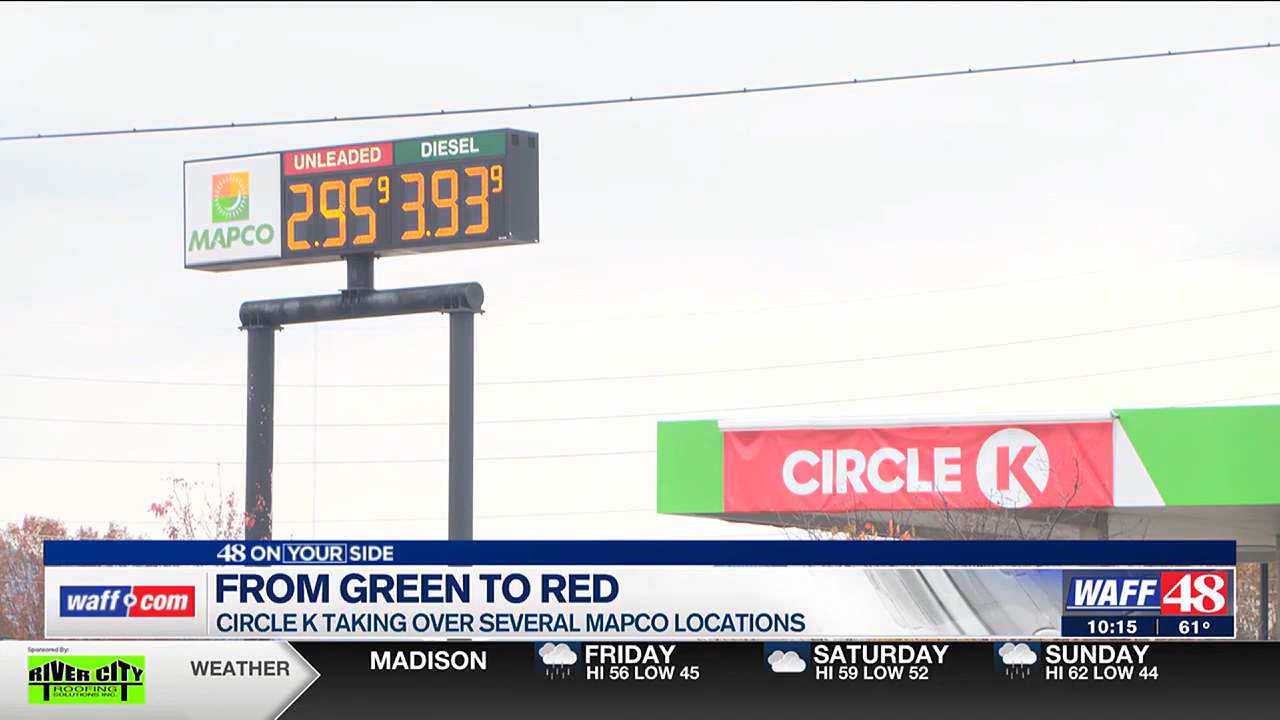 UNLEADED
DIESEL
MAPCO
2.95 9
3.93 9
CIRCLE K
48 ON YOUR SIDE
waff com
FROM GREEN TO RED
CIRCLE K TAKING OVER SEVERAL MAPCO LOCATIONS
WAFF 48
10:15 | 61°
Sponsored By:
RIVER CITY
ROOFING
SOLUTIONS INC.
WEATHER
MADISON
FRIDAY
HI 56 LOW 45
SATURDAY
HI 59 LOW 52
SUNDAY
HI 62 LOW 44